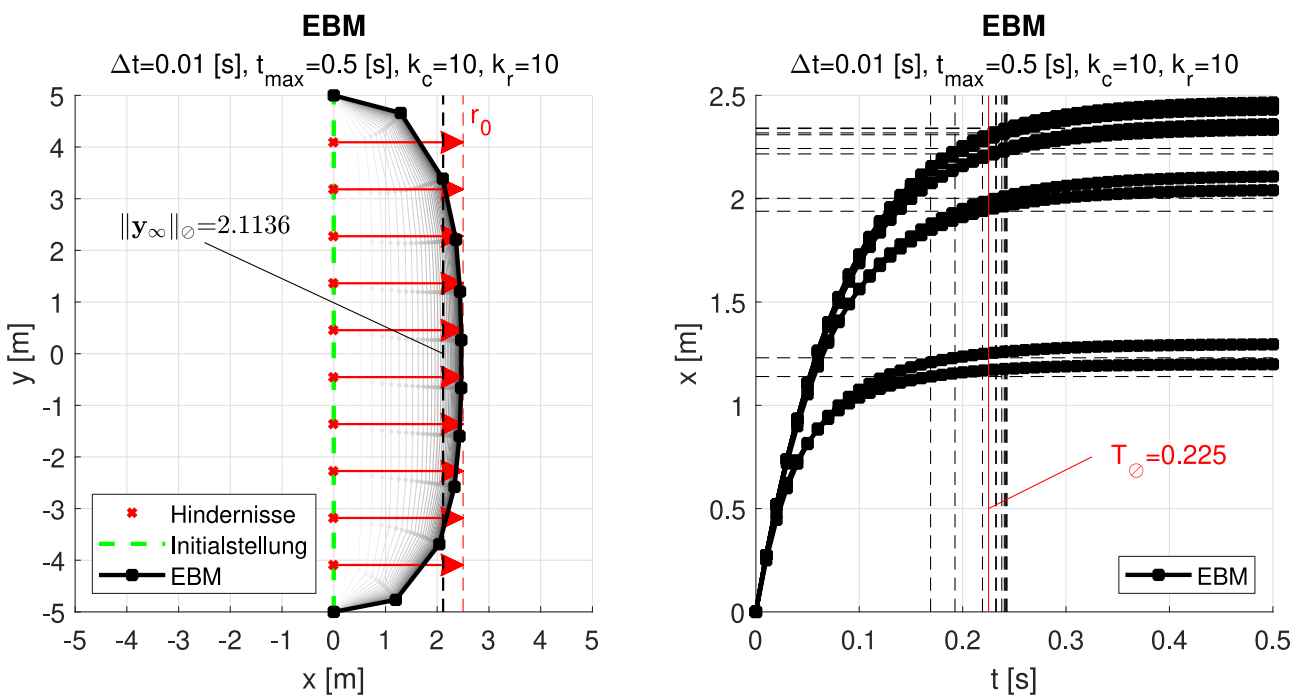 EBM
Δt=0.01 [s], t_max=0.5 [s], k_c=10, k_r=10
5
4
3
2
1
0
-1
-2
-3
-4
-5
y [m]
r_0
‖y_∞‖_⊘=2.1136
Hindernisse
Initialstellung
EBM
-5 -4 -3 -2 -1 0 1 2 3 4 5
x [m]
EBM
Δt=0.01 [s], t_max=0.5 [s], k_c=10, k_r=10
2.5
2
1.5
1
0.5
0
x [m]
T_⊘=0.225
EBM
0 0.1 0.2 0.3 0.4 0.5
t [s]